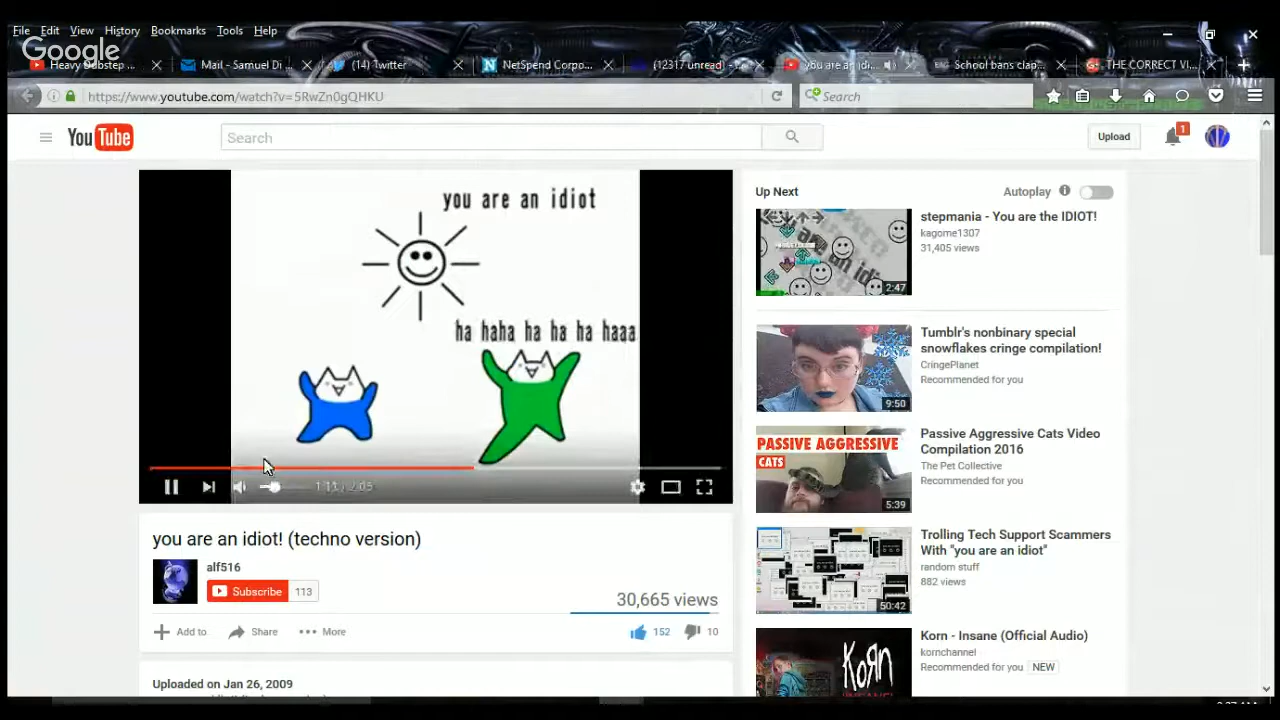 File Edit View History Bookmarks Tools Help
Google
Heavy Dubstep ...
Mail - Samuel Di ...
(14) Twitter
NetSpend Corpo...
(12317 unread) - ...
you are an idi...
School bans clap...
THE CORRECT VI...
https://www.youtube.com/watch?v=5RwZn0gQHKU
Search
YouTube
Search
Upload
1
you are an idiot
ha haha ha ha ha haaa
1:11 / 2:05
you are an idiot! (techno version)
alf516
Subscribe 113
30,665 views
Add to Share More
152 10
Uploaded on Jan 26, 2009
Up Next
Autoplay
stepmania - You are the IDIOT!
kagome1307
31,405 views
2:47
Tumblr's nonbinary special
snowflakes cringe compilation!
CringePlanet
Recommended for you
9:50
PASSIVE AGGRESSIVE
CATS
Passive Aggressive Cats Video
Compilation 2016
The Pet Collective
Recommended for you
5:39
Trolling Tech Support Scammers
With "you are an idiot"
random stuff
882 views
50:42
KoRn
Korn - Insane (Official Audio)
kornchannel
Recommended for you NEW